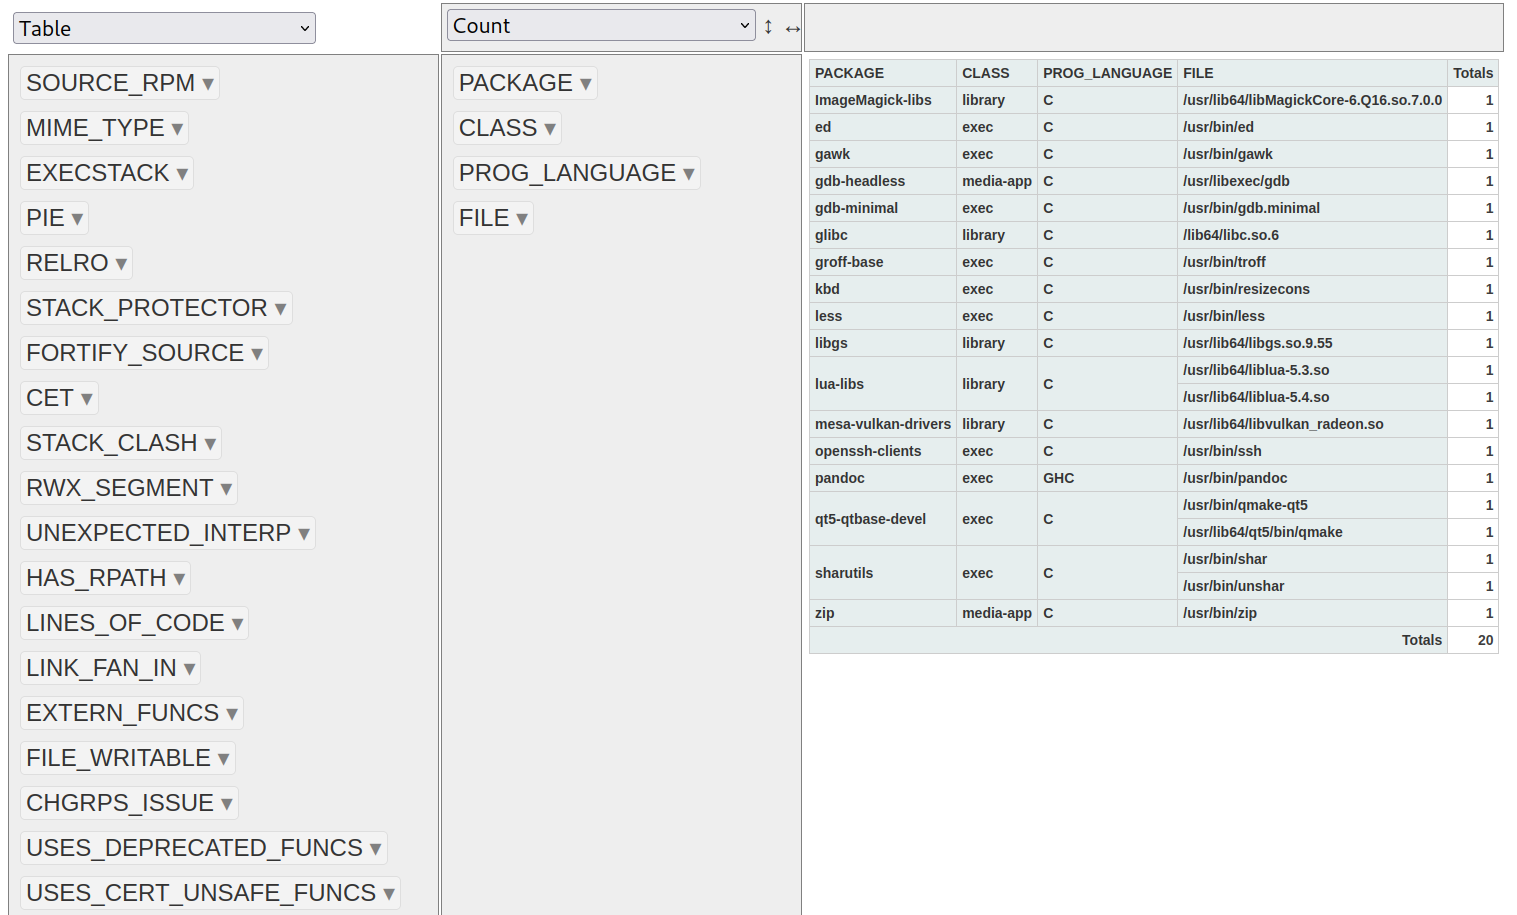 Table
Count
↕ ↔
SOURCE_RPM ▾
MIME_TYPE ▾
EXECSTACK ▾
PIE ▾
RELRO ▾
STACK_PROTECTOR ▾
FORTIFY_SOURCE ▾
CET ▾
STACK_CLASH ▾
RWX_SEGMENT ▾
UNEXPECTED_INTERP ▾
HAS_RPATH ▾
LINES_OF_CODE ▾
LINK_FAN_IN ▾
EXTERN_FUNCS ▾
FILE_WRITABLE ▾
CHGRPS_ISSUE ▾
USES_DEPRECATED_FUNCS ▾
USES_CERT_UNSAFE_FUNCS ▾
PACKAGE ▾
CLASS ▾
PROG_LANGUAGE ▾
FILE ▾
PACKAGE CLASS PROG_LANGUAGE FILE Totals
ImageMagick-libs library C /usr/lib64/libMagickCore-6.Q16.so.7.0.0 1
ed exec C /usr/bin/ed 1
gawk exec C /usr/bin/gawk 1
gdb-headless media-app C /usr/libexec/gdb 1
gdb-minimal exec C /usr/bin/gdb.minimal 1
glibc library C /lib64/libc.so.6 1
groff-base exec C /usr/bin/troff 1
kbd exec C /usr/bin/resizecons 1
less exec C /usr/bin/less 1
libgs library C /usr/lib64/libgs.so.9.55 1
lua-libs library C /usr/lib64/liblua-5.3.so 1
/usr/lib64/liblua-5.4.so 1
mesa-vulkan-drivers library C /usr/lib64/libvulkan_radeon.so 1
openssh-clients exec C /usr/bin/ssh 1
pandoc exec GHC /usr/bin/pandoc 1
qt5-qtbase-devel exec C /usr/bin/qmake-qt5 1
/usr/lib64/qt5/bin/qmake 1
sharutils exec C /usr/bin/shar 1
/usr/bin/unshar 1
zip media-app C /usr/bin/zip 1
Totals 20